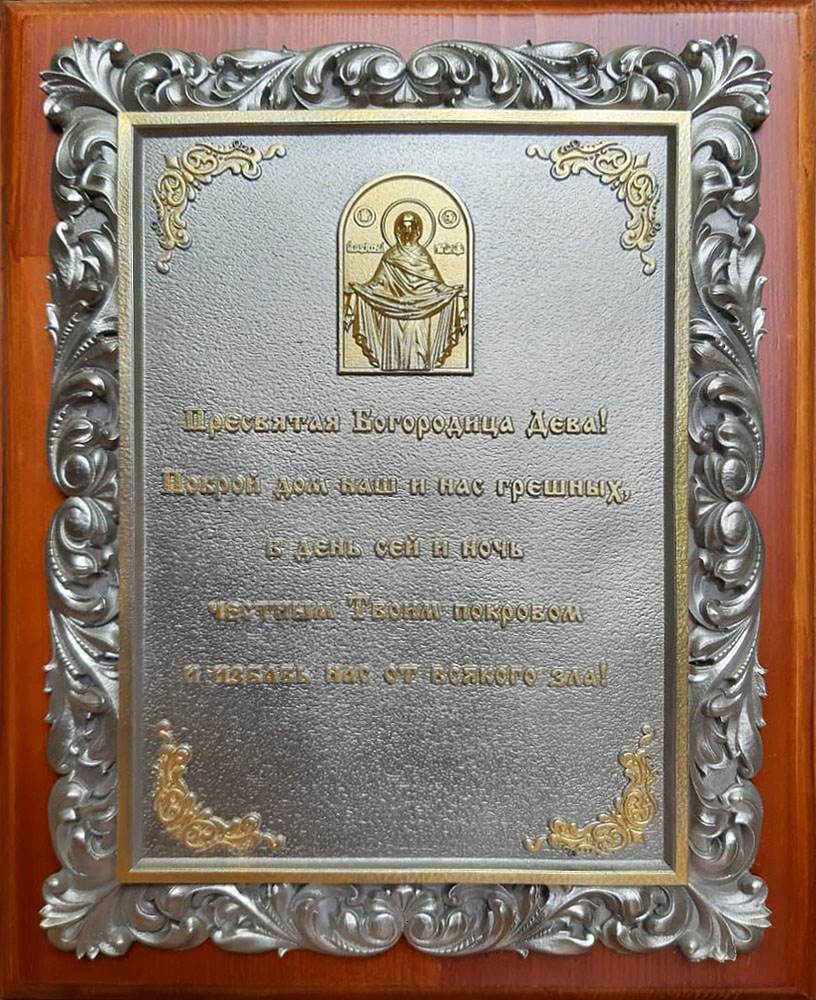 Пресвятая Богородица Дева!
Покрой дом наш и нас грешных,
в день сей и ночь
честным Твоим покровом
и избавь нас от всякого зла!